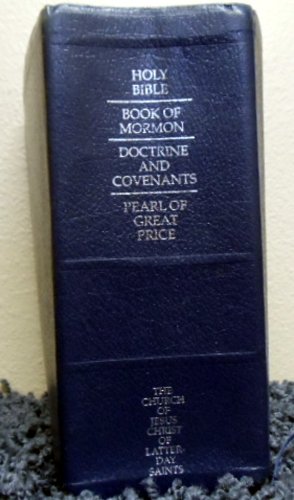 HOLY
BIBLE
BOOK OF
MORMON
DOCTRINE
AND
COVENANTS
PEARL OF
GREAT
PRICE
THE
CHURCH
OF
JESUS
CHRIST OF
LATTER-
DAY
SAINTS